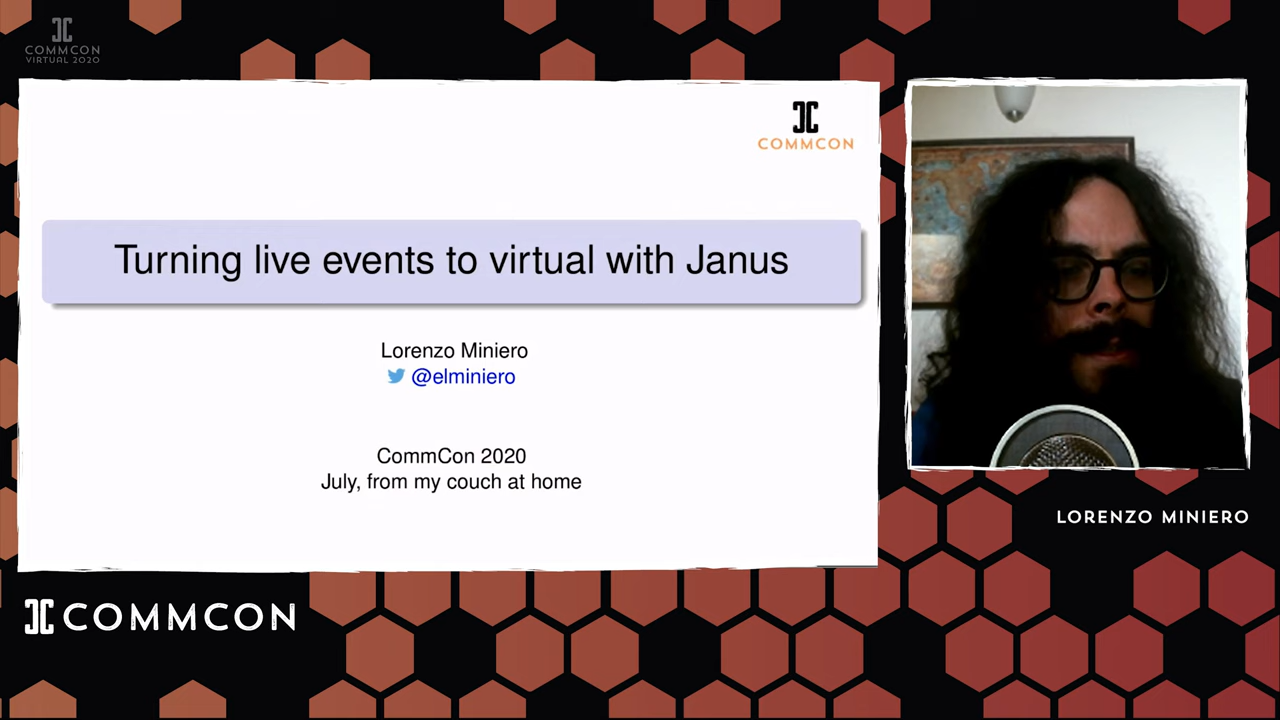 COMMCON
VIRTUAL 2020
COMMCON
Turning live events to virtual with Janus
Lorenzo Miniero
@elminiero
CommCon 2020
July, from my couch at home
LORENZO MINIERO
COMMCON